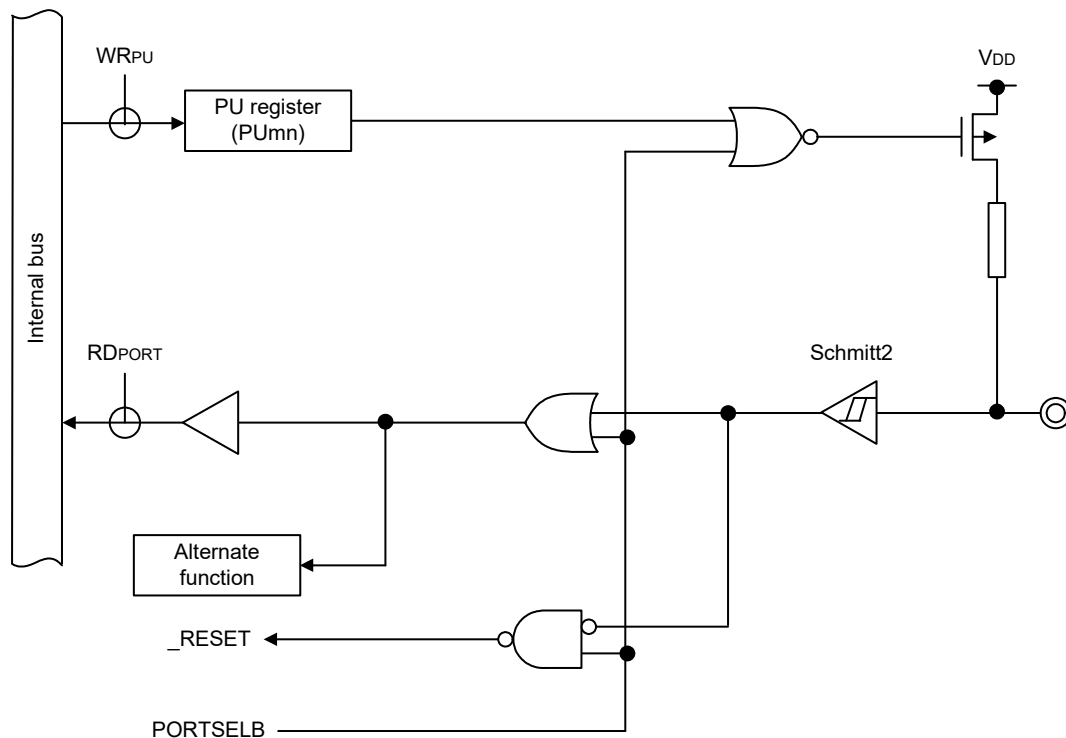 WRPU
VDD
PU register
(PUmn)
Internal bus
RDPORT
Schmitt2
Alternate
function
_RESET
PORTSELB